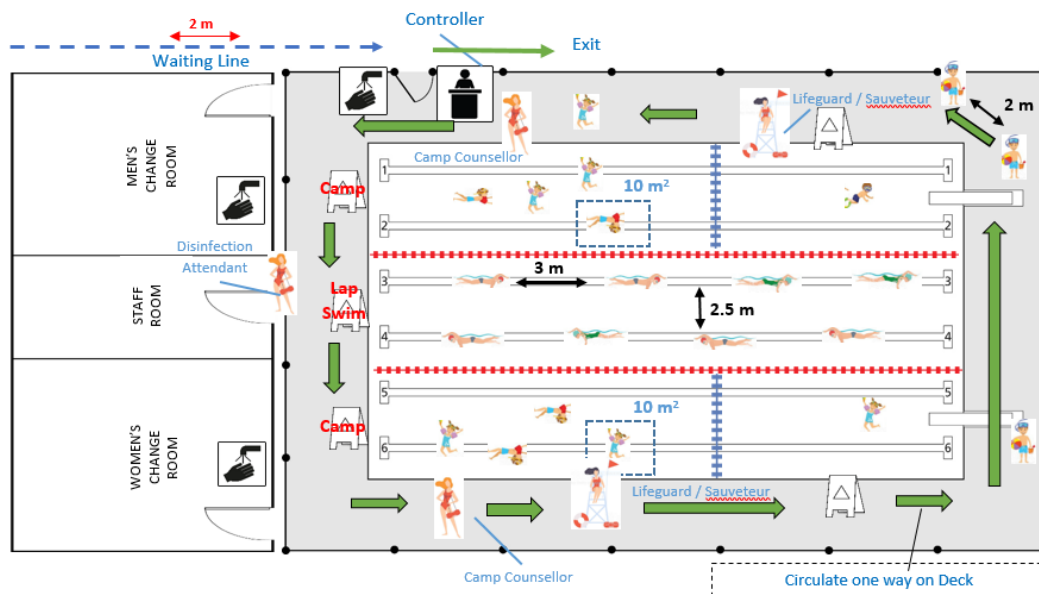 Controller
2 m
Exit
Waiting Line
Lifeguard / Sauveteur
2 m
Camp Counsellor
MEN'S
CHANGE
ROOM
1
1
10 m²
Camp
2
2
Disinfection
Attendant
STAFF
ROOM
3
3 m
3
Lap
Swim
2.5 m
4
4
5
5
10 m²
Camp
WOMEN'S
CHANGE
ROOM
6
6
Lifeguard / Sauveteur
Camp Counsellor
Circulate one way on Deck